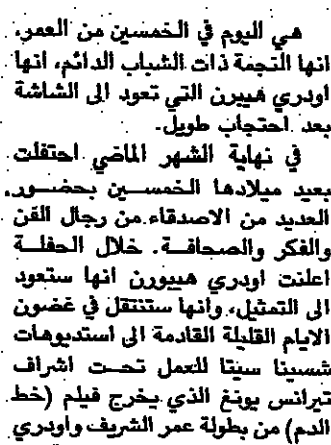 هي اليوم في الخمسين من العمر،
انها النجمة ذات الشباب الدائم، انها
اودري هيبرن التي تعود الى الشاشة
بعد احتجاب طويل.
في نهاية الشهر الماضي احتفلت
بعيد ميلادها الخمسين بحضور
العديد من الاصدقاء من رجال الفن
والفكر والصحافة. خلال الحفلة
اعلنت اودري هيبورن انها ستعود
الى التمثيل، وانها ستنتقل في غضون
الايام القليلة القادمة الى استديوهات
شسينا سيتا للعمل تحت اشراف
تيرانس يونغ الذي يخرج فيلم (خط
الدم) من بطولة عمر الشريف واودري